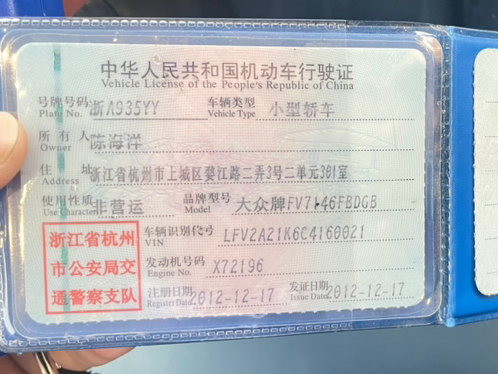 中华人民共和国机动车行驶证
Vehicle License of the People's Republic of China
号牌号码 浙A935YY 车辆类型 小型轿车
Plate No. Vehicle Type
所有人 陈海洋
Owner
住址 浙江省杭州市上城区婺江路二弄3号二单元301室
Address
使用性质 非营运 品牌型号 大众牌FV7146FBDGB
Use Character Model
浙江省杭州
市公安局交
通警察支队
车辆识别代号 LFV2A21K6C4160021
VIN
发动机号码 X72196
Engine No.
注册日期 2012-12-17 发证日期 2012-12-17
Register Date Issue Date